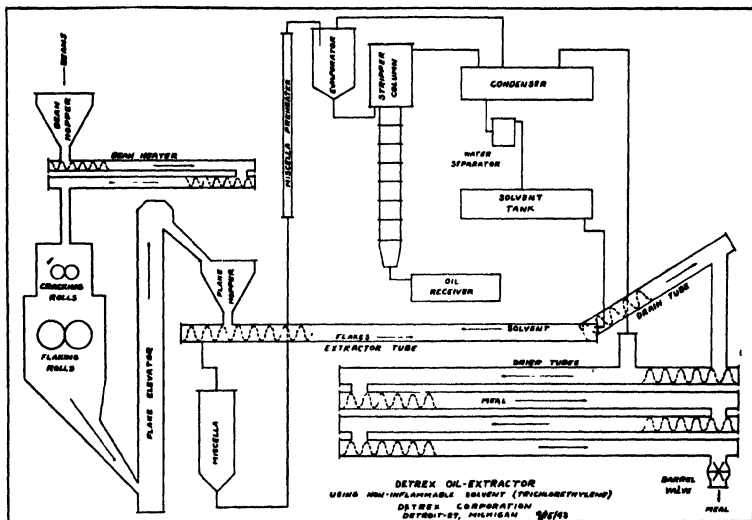 BEANS
BEAN
HOPPER
BEAN HEATER
CRACKING
ROLLS
FLAKING
ROLLS
FLAKE ELEVATOR
FLAKE
HOPPER
MISCELLA
MISCELLA PREHEATER
EVAPORATOR
STRIPPER
COLUMN
CONDENSER
WATER
SEPARATOR
SOLVENT
TANK
OIL
RECEIVER
DRAIN TUBE
FLAKES
SOLVENT
EXTRACTOR TUBE
DRIER TUBES
MEAL
BARREL
VALVE
MEAL
DETREX OIL-EXTRACTOR
USING NON-INFLAMMABLE SOLVENT (TRICHLORETHYLENE)
DETREX CORPORATION
DETROIT-27, MICHIGAN